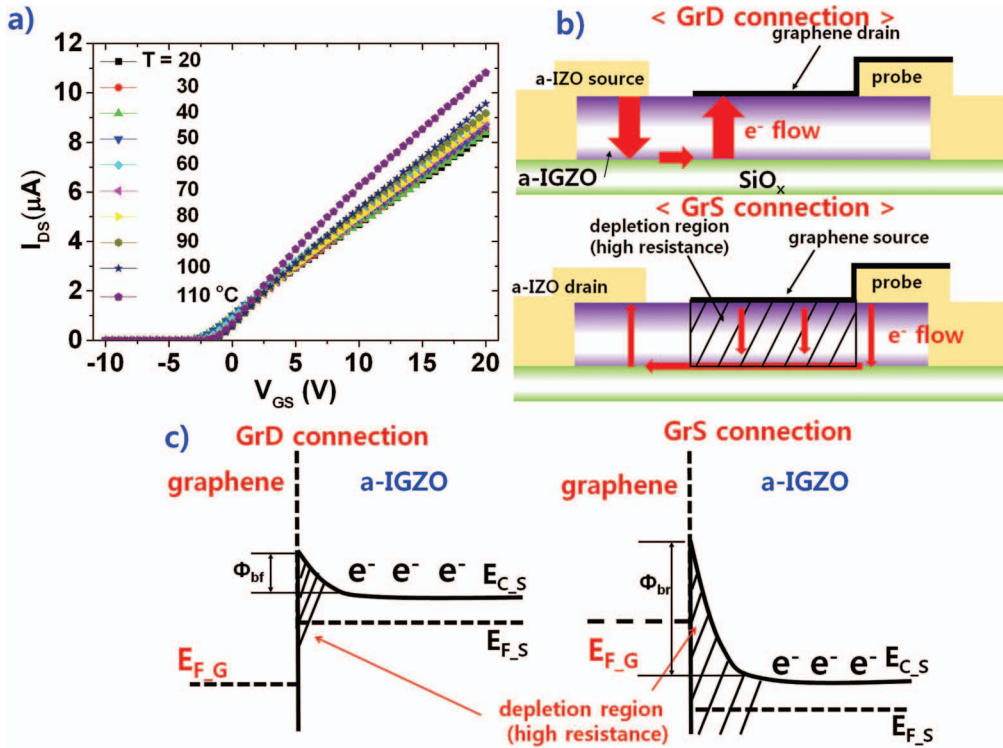 a)
12
10
8
6
4
2
0
I_DS(μA)
T = 20
30
40
50
60
70
80
90
100
110 °C
-10 -5 0 5 10 15 20
V_GS (V)
b)
< GrD connection >
graphene drain
a-IZO source
probe
e⁻ flow
a-IGZO
SiOₓ
< GrS connection >
depletion region
(high resistance)
graphene source
a-IZO drain
probe
e⁻ flow
c)
GrD connection
graphene
a-IGZO
Φ_bf
e⁻ e⁻ e⁻ E_C_S
E_F_S
E_F_G
depletion region
(high resistance)
GrS connection
graphene
a-IGZO
Φ_br
E_F_G
e⁻ e⁻ e⁻ E_C_S
E_F_S